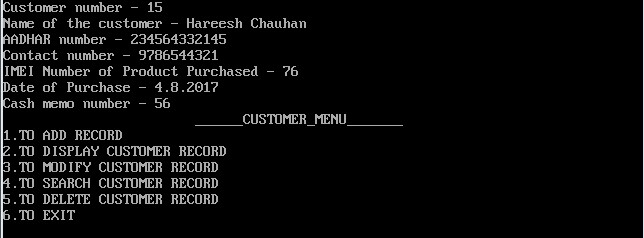 Customer number - 15
Name of the customer - Hareesh Chauhan
AADHAR number - 234564332145
Contact number - 9786544321
IMEI Number of Product Purchased - 76
Date of Purchase - 4.8.2017
Cash memo number - 56
______CUSTOMER_MENU_______
1.TO ADD RECORD
2.TO DISPLAY CUSTOMER RECORD
3.TO MODIFY CUSTOMER RECORD
4.TO SEARCH CUSTOMER RECORD
5.TO DELETE CUSTOMER RECORD
6.TO EXIT